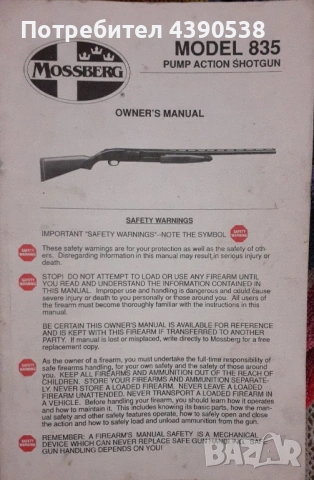 Потребител 4390538
MOSSBERG
®
MODEL 835
PUMP ACTION SHOTGUN
OWNER'S MANUAL
SAFETY WARNINGS
IMPORTANT "SAFETY WARNINGS"--NOTE THE SYMBOL
These safety warnings are for your protection as well as the safety of oth-
ers. Disregarding information in this manual may result in serious injury or
death.
STOP! DO NOT ATTEMPT TO LOAD OR USE ANY FIREARM UNTIL
YOU READ AND UNDERSTAND THE INFORMATION CONTAINED IN
THIS MANUAL. Improper use and handling is dangerous and could cause
severe injury or death to you personally or those around you. All users of
the firearm must become thoroughly familiar with the instructions in this
manual.
BE CERTAIN THIS OWNER'S MANUAL IS AVAILABLE FOR REFERENCE
AND IS KEPT WITH THIS FIREARM IF TRANSFERRED TO ANOTHER
PARTY. If manual is lost or misplaced, write directly to Mossberg for a free
replacement copy.
As the owner of a firearm, you must undertake the full-time responsibility of
safe firearms handling, for your own safety and the safety of those around
you. KEEP ALL FIREARMS AND AMMUNITION OUT OF THE REACH OF
CHILDREN. STORE YOUR FIREARMS AND AMMUNITION SEPARATE-
LY. NEVER STORE A LOADED FIREARM. NEVER LEAVE A LOADED
FIREARM UNATTENDED. NEVER TRANSPORT A LOADED FIREARM IN
A VEHICLE. Before handling your firearm, you should learn how it works
and how to maintain it. This includes knowing its basic parts, how the man-
ual safety and other safety features operate, how to safely open and close
the action and how to safely load and unload ammunition from the gun.
REMEMBER: A FIREARM'S MANUAL SAFETY IS A MECHANICAL
DEVICE WHICH CAN NEVER REPLACE SAFE GUN HANDLING. SAFE
GUN HANDLING DEPENDS ON YOU!
BAZAR